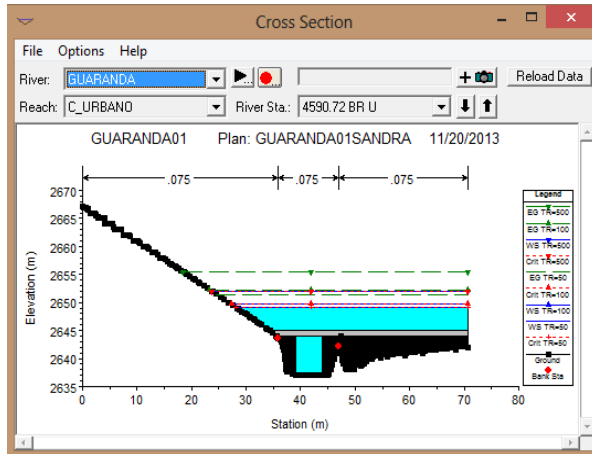 Cross Section
File Options Help
River: GUARANDA Reload Data
Reach: C_URBANO River Sta.: 4590.72 BR U
GUARANDA01 Plan: GUARANDA01SANDRA 11/20/2013
.075 .075 .075
2670
2665
2660
2655
2650
2645
2640
2635
Elevation (m)
0 10 20 30 40 50 60 70 80
Station (m)
Legend
EG TR=500
EG TR=100
WS TR=500
Crit TR=500
EG TR=50
Crit TR=100
WS TR=100
WS TR=50
Crit TR=50
Ground
Bank Sta